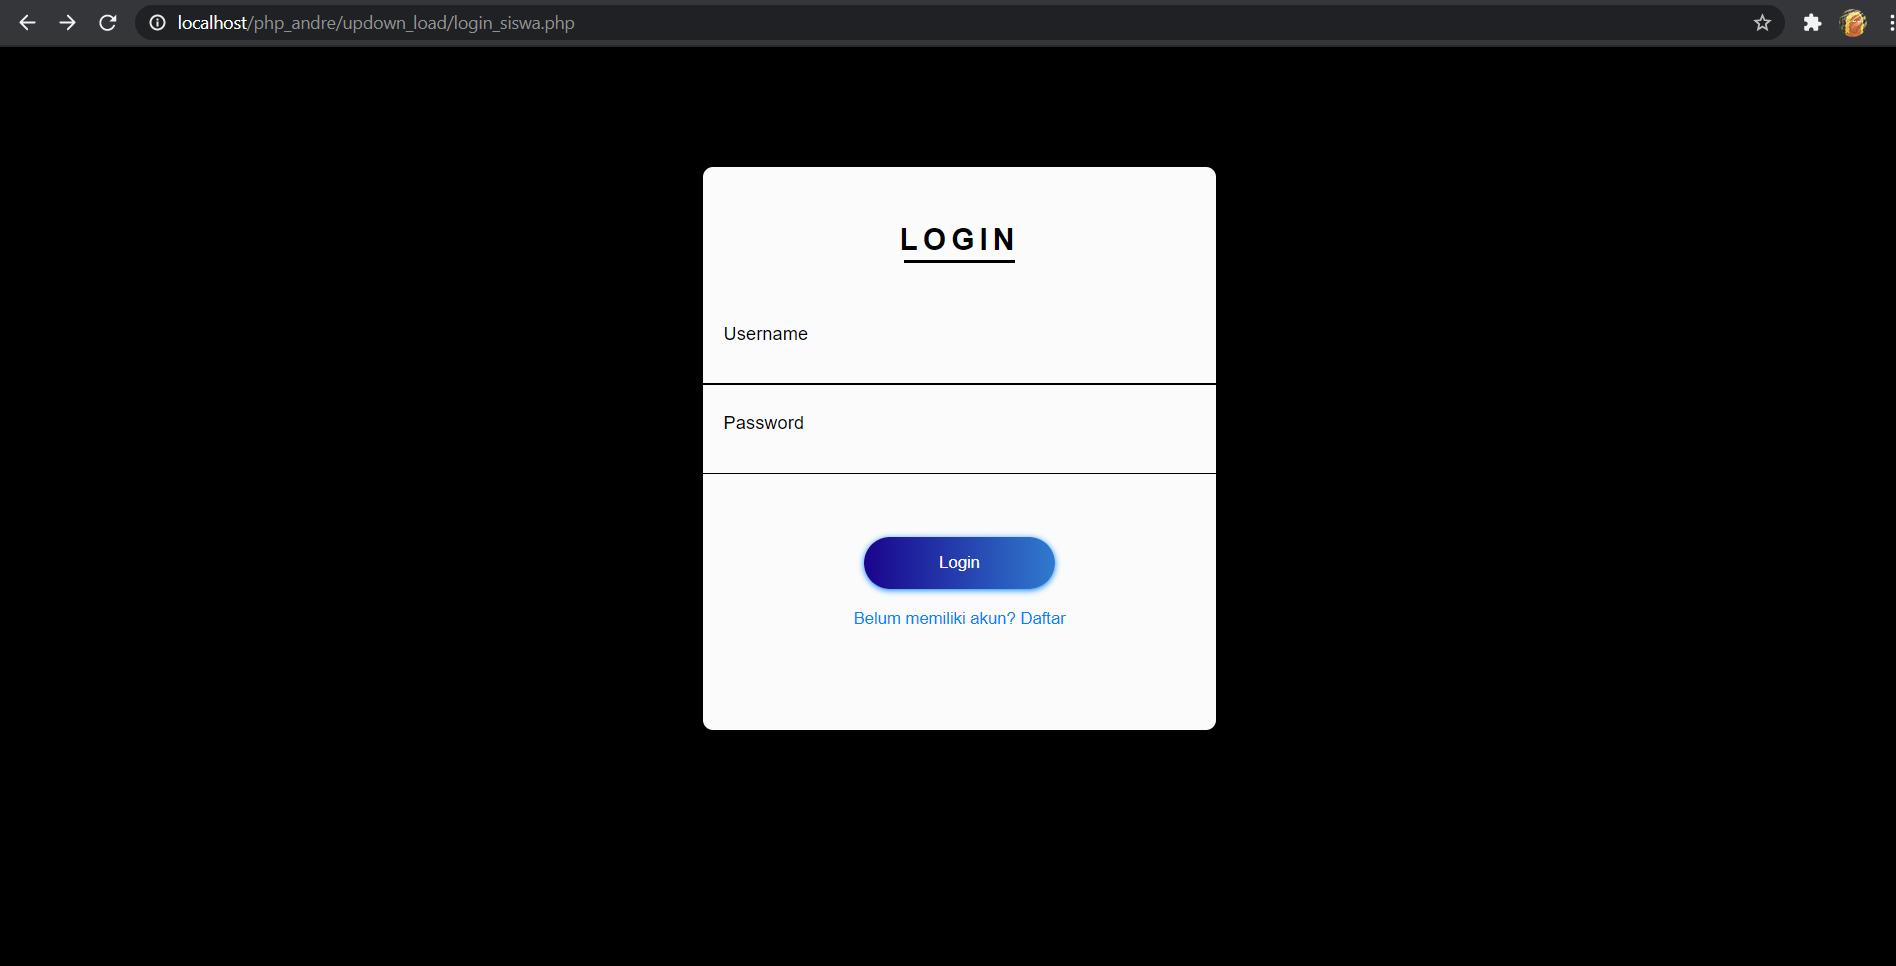 localhost/php_andre/updown_load/login_siswa.php
LOGIN
Username
Password
Login
Belum memiliki akun? Daftar